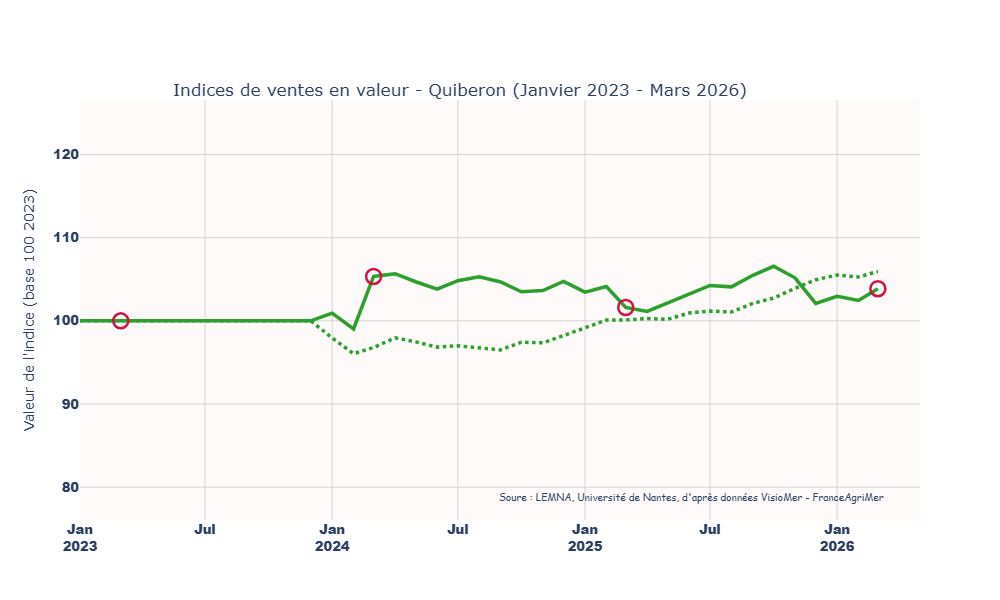 Indices de ventes en valeur - Quiberon (Janvier 2023 - Mars 2026)
Valeur de l'indice (base 100 2023)
120
110
100
90
80
Soure : LEMNA, Université de Nantes, d'après données VisioMer - FranceAgriMer
Jan
2023
Jul
Jan
2024
Jul
Jan
2025
Jul
Jan
2026